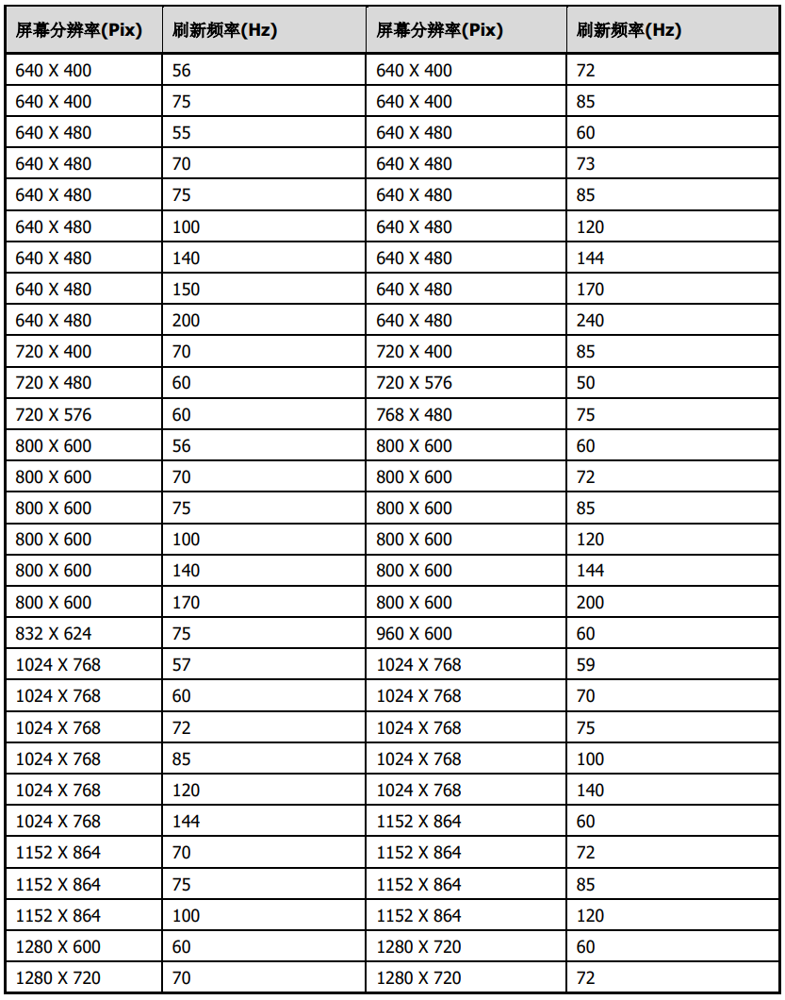 屏幕分辨率(Pix) 刷新频率(Hz) 屏幕分辨率(Pix) 刷新频率(Hz)
640 X 400 56 640 X 400 72
640 X 400 75 640 X 400 85
640 X 480 55 640 X 480 60
640 X 480 70 640 X 480 73
640 X 480 75 640 X 480 85
640 X 480 100 640 X 480 120
640 X 480 140 640 X 480 144
640 X 480 150 640 X 480 170
640 X 480 200 640 X 480 240
720 X 400 70 720 X 400 85
720 X 480 60 720 X 576 50
720 X 576 60 768 X 480 75
800 X 600 56 800 X 600 60
800 X 600 70 800 X 600 72
800 X 600 75 800 X 600 85
800 X 600 100 800 X 600 120
800 X 600 140 800 X 600 144
800 X 600 170 800 X 600 200
832 X 624 75 960 X 600 60
1024 X 768 57 1024 X 768 59
1024 X 768 60 1024 X 768 70
1024 X 768 72 1024 X 768 75
1024 X 768 85 1024 X 768 100
1024 X 768 120 1024 X 768 140
1024 X 768 144 1152 X 864 60
1152 X 864 70 1152 X 864 72
1152 X 864 75 1152 X 864 85
1152 X 864 100 1152 X 864 120
1280 X 600 60 1280 X 720 60
1280 X 720 70 1280 X 720 72